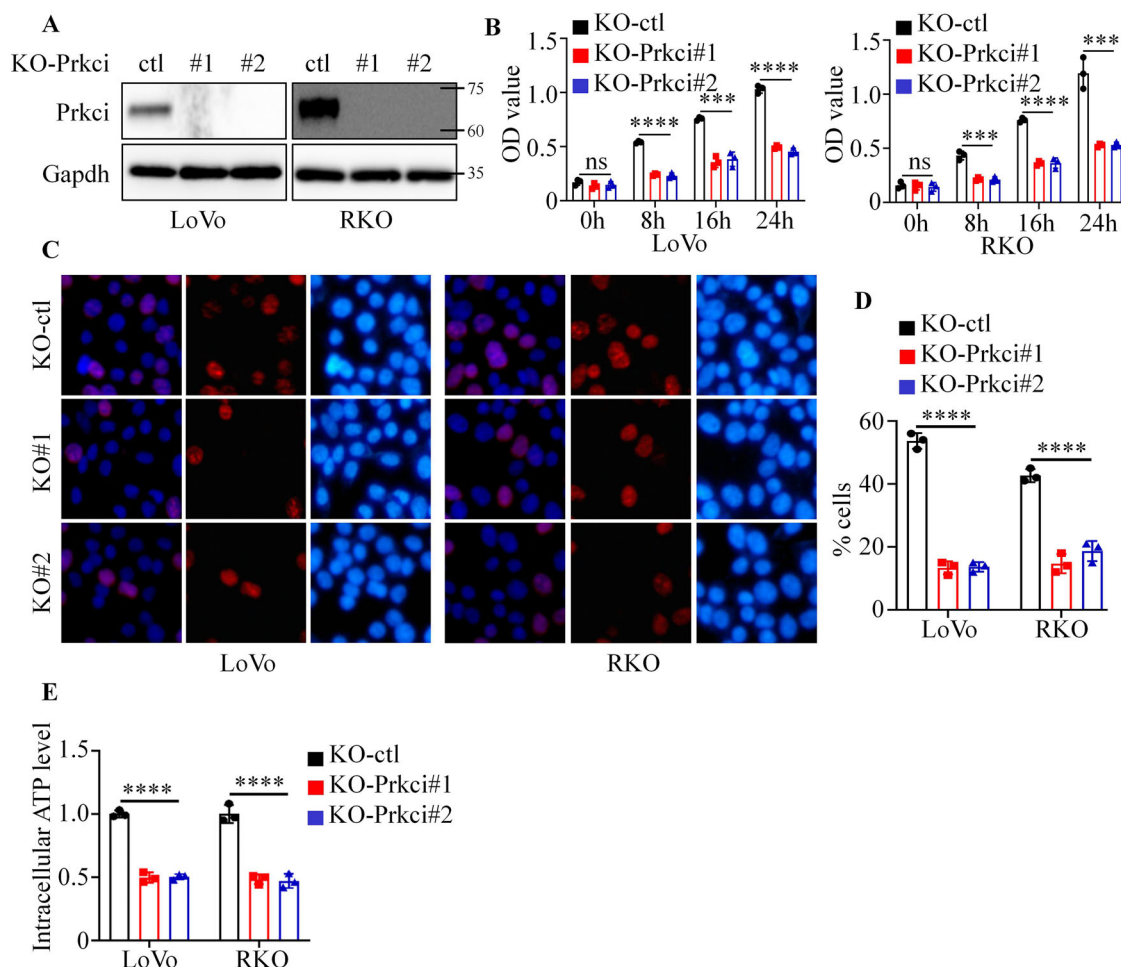 A
KO-Prkci ctl #1 #2 ctl #1 #2
Prkci
75
60
Gapdh
35
LoVo RKO
B
KO-ctl
KO-Prkci#1
KO-Prkci#2
OD value
1.5
1.0
0.5
0
ns **** *** ****
0h 8h 16h 24h
LoVo
KO-ctl
KO-Prkci#1
KO-Prkci#2
OD value
1.5
1.0
0.5
0
ns *** **** ***
0h 8h 16h 24h
RKO
C
KO-ctl
KO#1
KO#2
LoVo RKO
D
KO-ctl
KO-Prkci#1
KO-Prkci#2
% cells
60
40
20
0
**** ****
LoVo RKO
E
KO-ctl
KO-Prkci#1
KO-Prkci#2
Intracellular ATP level
1.5
1.0
0.5
0
**** ****
LoVo RKO